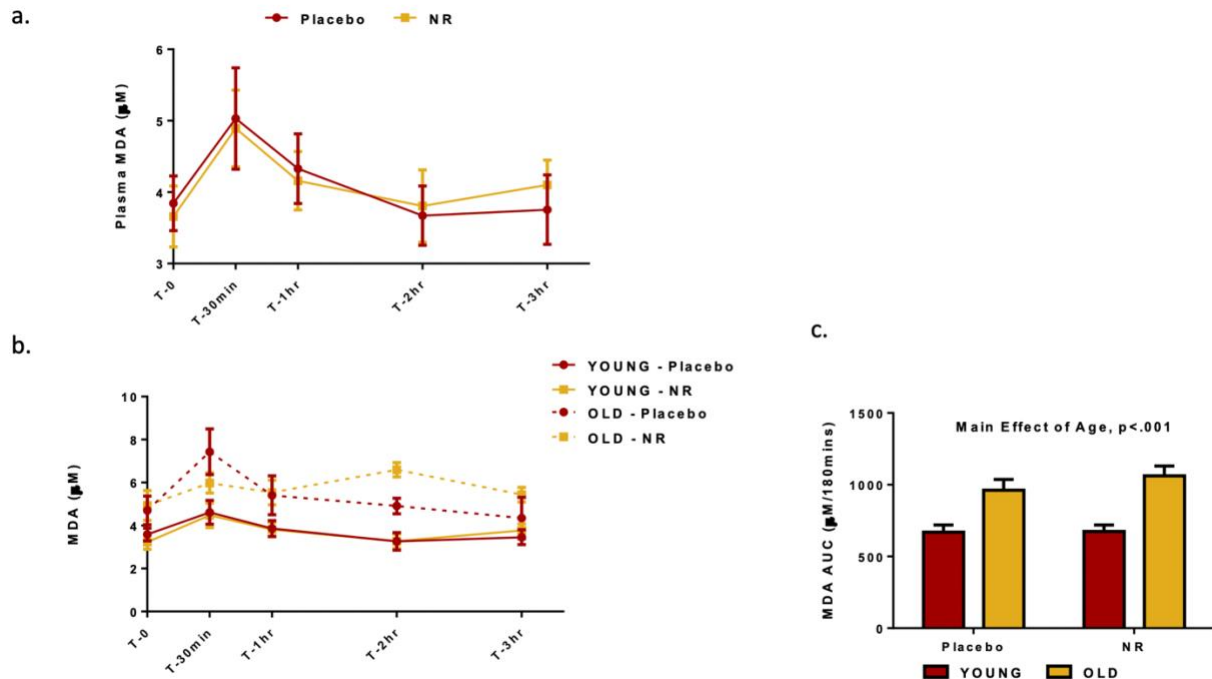 a.
Placebo NR
6
5
4
3
Plasma MDA (µM)
T-0
T-30min
T-1hr
T-2hr
T-3hr
b.
YOUNG - Placebo
YOUNG - NR
OLD - Placebo
OLD - NR
10
8
6
4
2
0
MDA (µM)
T-0
T-30min
T-1hr
T-2hr
T-3hr
c.
1500
1000
500
0
MDA AUC (µM/180mins)
Main Effect of Age, p<.001
Placebo NR
YOUNG OLD